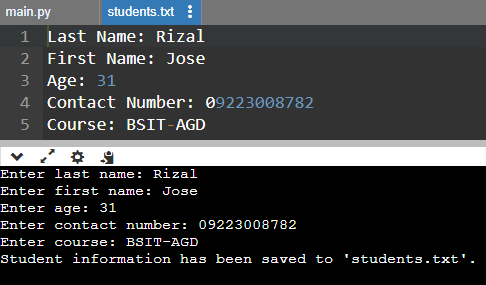 main.py students.txt
1 Last Name: Rizal
2 First Name: Jose
3 Age: 31
4 Contact Number: 09223008782
5 Course: BSIT-AGD
Enter last name: Rizal
Enter first name: Jose
Enter age: 31
Enter contact number: 09223008782
Enter course: BSIT-AGD
Student information has been saved to 'students.txt'.